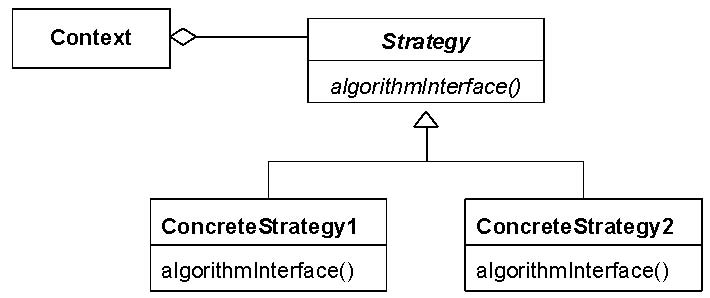 Context
Strategy
algorithmInterface()
ConcreteStrategy1
algorithmInterface()
ConcreteStrategy2
algorithmInterface()